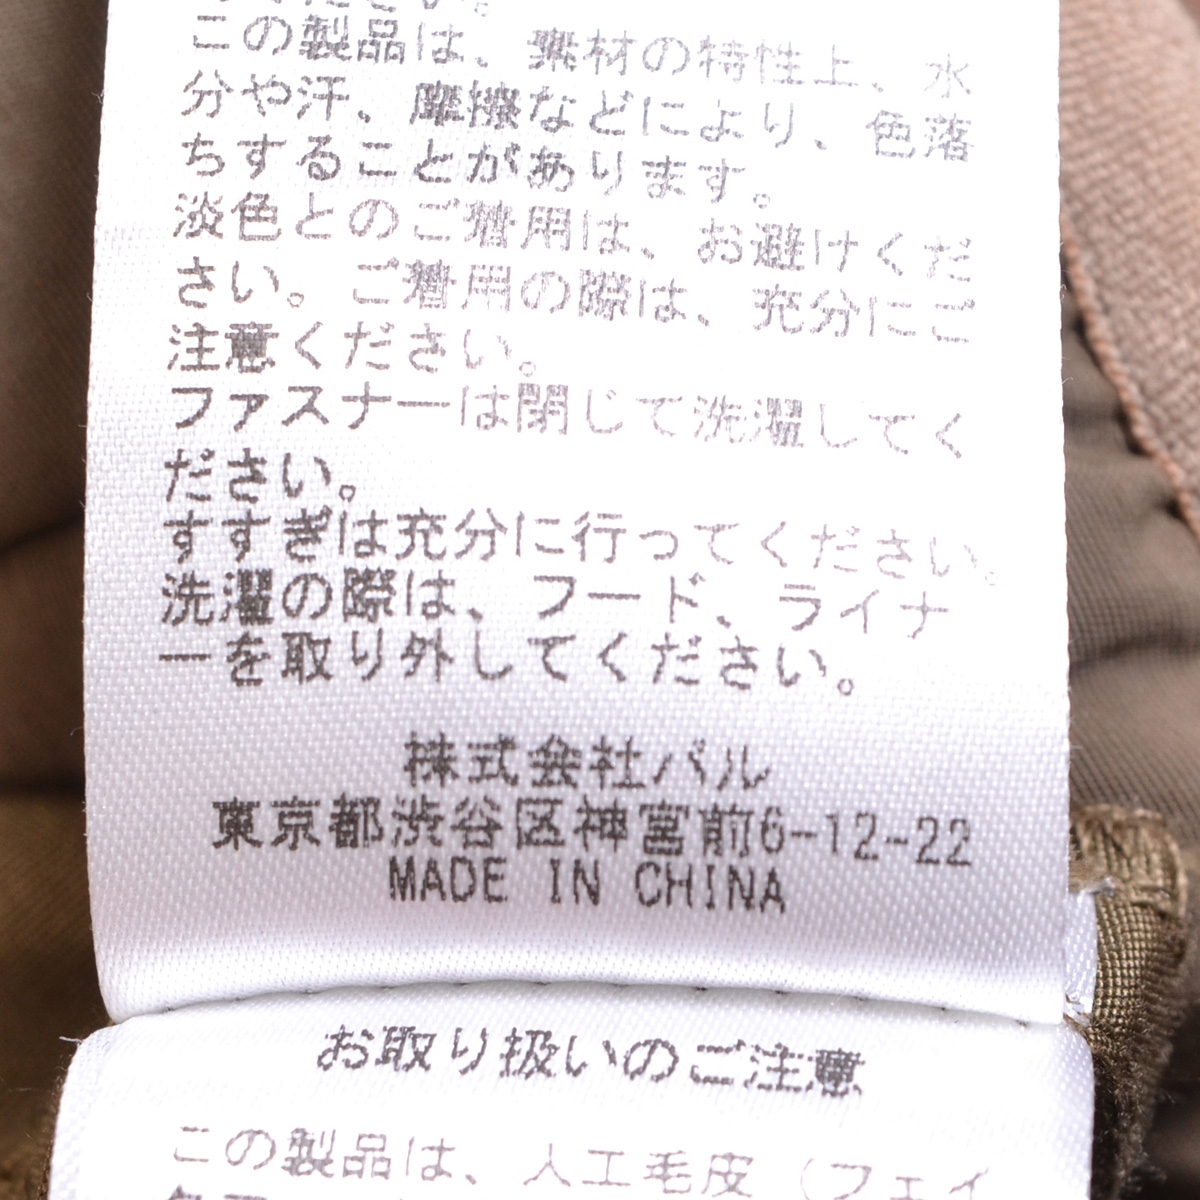 ください。
この製品は、素材の特性上、水
分や汗、摩擦などにより、色落
ちすることがあります。
淡色とのご着用は、お避けくだ
さい。ご着用の際は、充分にご
注意ください。
ファスナーは閉じて洗濯してく
ださい。
すすぎは充分に行ってください。
洗濯の際は、フード、ライナ
ーを取り外してください。
株式会社パル
東京都渋谷区神宮前6-12-22
MADE IN CHINA
お取り扱いのご注意
この製品は、人工毛皮（フェイ